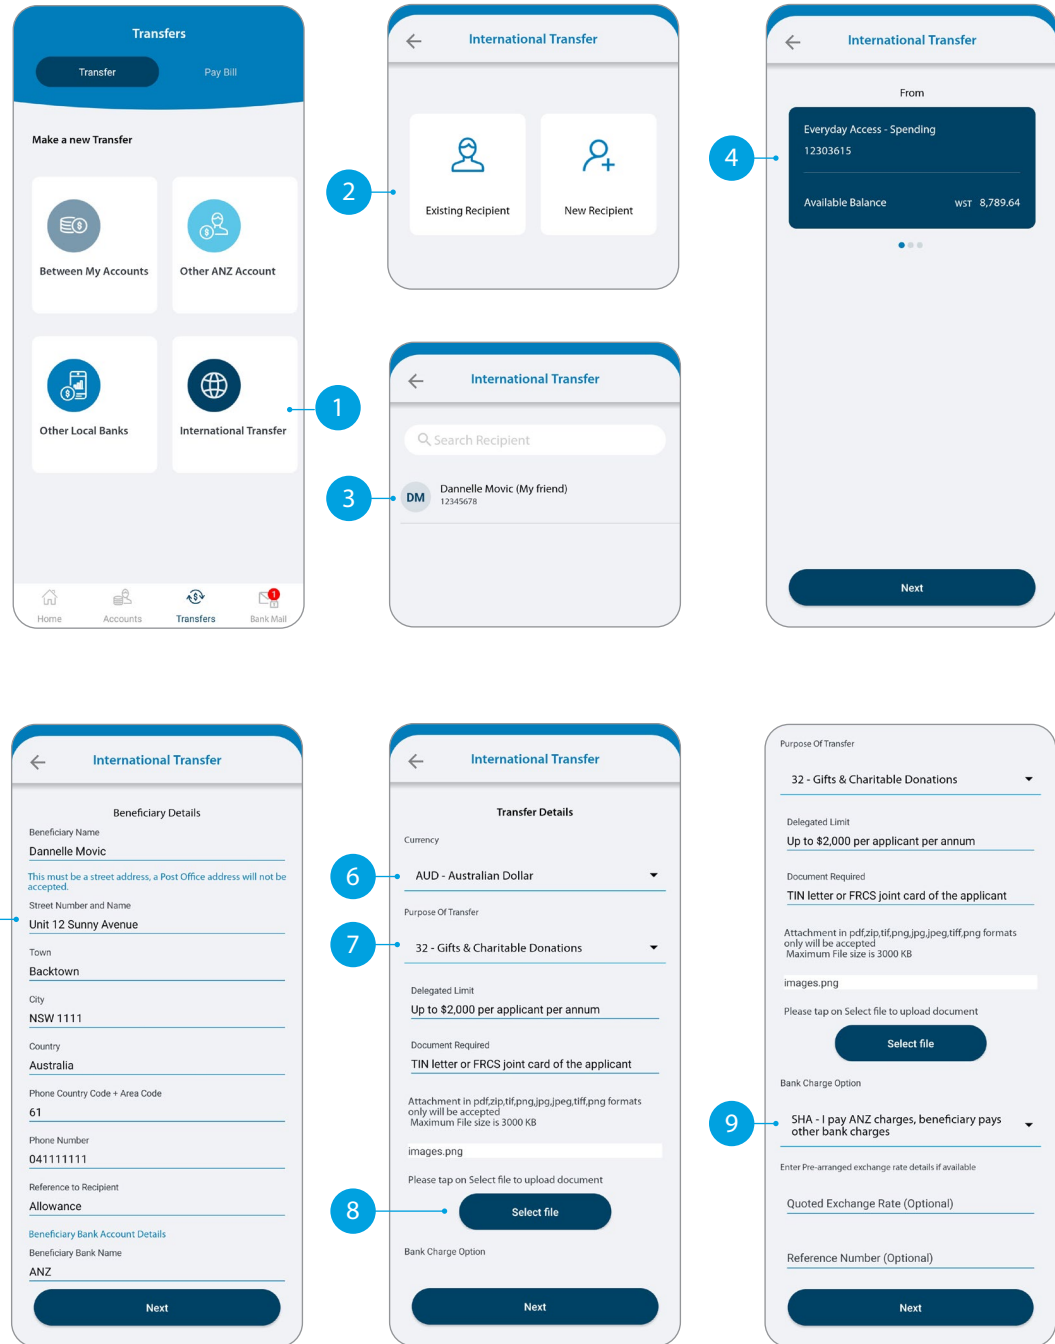 Transfers
Transfer
Pay Bill
Make a new Transfer
Between My Accounts
Other ANZ Account
Other Local Banks
International Transfer
1
Home
Accounts
Transfers
1
Bank Mail
International Transfer
2
Existing Recipient
New Recipient
International Transfer
Search Recipient
3
DM
Dannelle Movic (My friend)
12345678
International Transfer
From
4
Everyday Access - Spending
12303615
Available Balance
WST 8,789.64
Next
International Transfer
Beneficiary Details
Beneficiary Name
Dannelle Movic
This must be a street address, a Post Office address will not be
accepted.
Street Number and Name
Unit 12 Sunny Avenue
Town
Backtown
City
NSW 1111
Country
Australia
Phone Country Code + Area Code
61
Phone Number
041111111
Reference to Recipient
Allowance
Beneficiary Bank Account Details
Beneficiary Bank Name
ANZ
Next
International Transfer
Transfer Details
Currency
6
AUD - Australian Dollar
Purpose Of Transfer
7
32 - Gifts & Charitable Donations
Delegated Limit
Up to $2,000 per applicant per annum
Document Required
TIN letter or FRCS joint card of the applicant
Attachment in pdf,zip,tif,png,jpg,jpeg,tiff,png formats
only will be accepted
Maximum File size is 3000 KB
images.png
Please tap on Select file to upload document
8
Select file
Bank Charge Option
Next
Purpose Of Transfer
32 - Gifts & Charitable Donations
Delegated Limit
Up to $2,000 per applicant per annum
Document Required
TIN letter or FRCS joint card of the applicant
Attachment in pdf,zip,tif,png,jpg,jpeg,tiff,png formats
only will be accepted
Maximum File size is 3000 KB
images.png
Please tap on Select file to upload document
Select file
Bank Charge Option
9
SHA - I pay ANZ charges, beneficiary pays
other bank charges
Enter Pre-arranged exchange rate details if available
Quoted Exchange Rate (Optional)
Reference Number (Optional)
Next